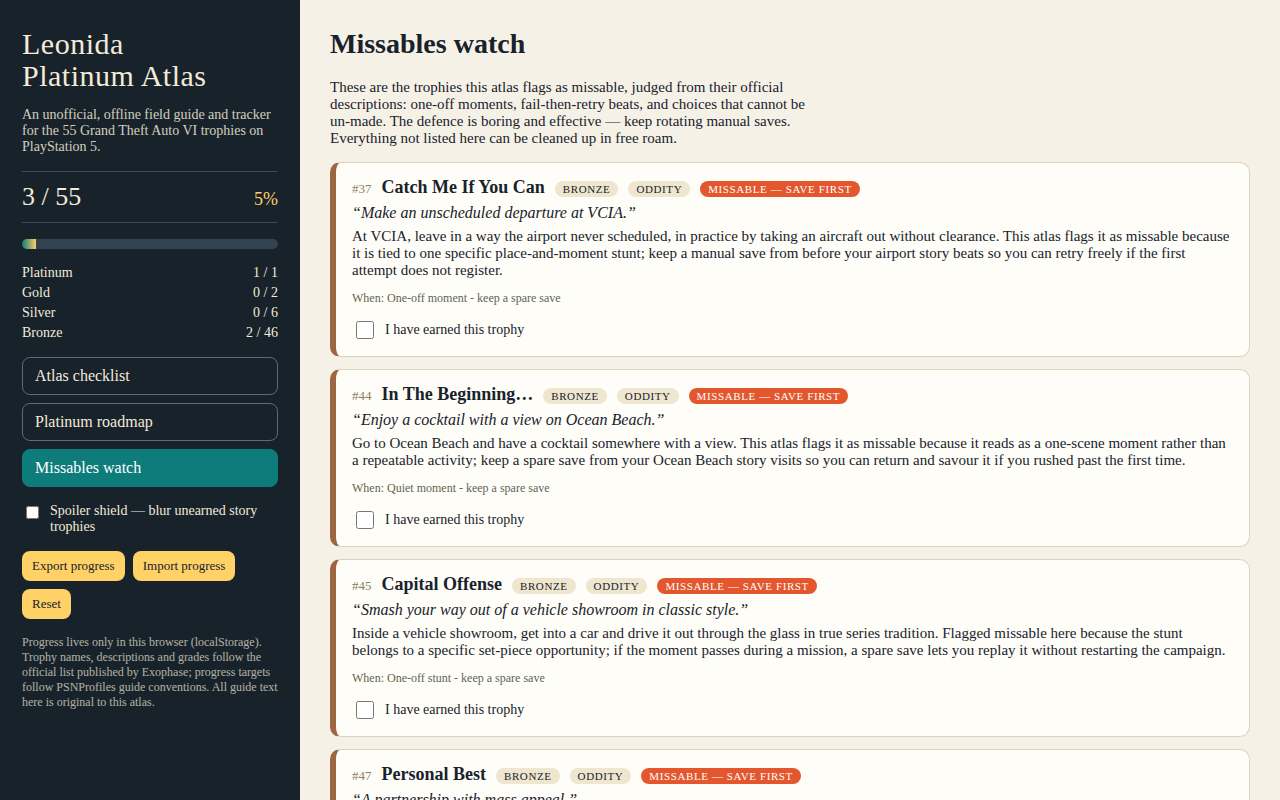 Leonida
Platinum Atlas
An unofficial, offline field guide and tracker
for the 55 Grand Theft Auto VI trophies on
PlayStation 5.
3 / 55
5%
Platinum
1 / 1
Gold
0 / 2
Silver
0 / 6
Bronze
2 / 46
Atlas checklist
Platinum roadmap
Missables watch
Spoiler shield — blur unearned story
trophies
Export progress
Import progress
Reset
Progress lives only in this browser (localStorage).
Trophy names, descriptions and grades follow the
official list published by Exophase; progress targets
follow PSNProfiles guide conventions. All guide text
here is original to this atlas.
Missables watch
These are the trophies this atlas flags as missable, judged from their official
descriptions: one-off moments, fail-then-retry beats, and choices that cannot be
un-made. The defence is boring and effective — keep rotating manual saves.
Everything not listed here can be cleaned up in free roam.
#37 Catch Me If You Can BRONZE ODDITY MISSABLE — SAVE FIRST
“Make an unscheduled departure at VCIA.”
At VCIA, leave in a way the airport never scheduled, in practice by taking an aircraft out without clearance. This atlas flags it as missable because
it is tied to one specific place-and-moment stunt; keep a manual save from before your airport story beats so you can retry freely if the first
attempt does not register.
When: One-off moment - keep a spare save
I have earned this trophy
#44 In The Beginning… BRONZE ODDITY MISSABLE — SAVE FIRST
“Enjoy a cocktail with a view on Ocean Beach.”
Go to Ocean Beach and have a cocktail somewhere with a view. This atlas flags it as missable because it reads as a one-scene moment rather than
a repeatable activity; keep a spare save from your Ocean Beach story visits so you can return and savour it if you rushed past the first time.
When: Quiet moment - keep a spare save
I have earned this trophy
#45 Capital Offense BRONZE ODDITY MISSABLE — SAVE FIRST
“Smash your way out of a vehicle showroom in classic style.”
Inside a vehicle showroom, get into a car and drive it out through the glass in true series tradition. Flagged missable here because the stunt
belongs to a specific set-piece opportunity; if the moment passes during a mission, a spare save lets you replay it without restarting the campaign.
When: One-off stunt - keep a spare save
I have earned this trophy
#47 Personal Best BRONZE ODDITY MISSABLE — SAVE FIRST
“A partnership with mass appeal.”